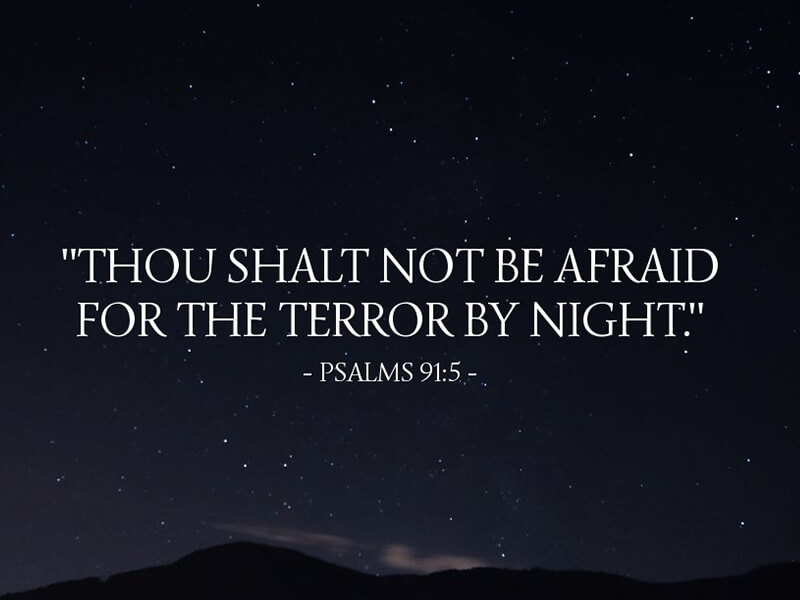 "THOU SHALT NOT BE AFRAID
FOR THE TERROR BY NIGHT."
- PSALMS 91:5 -